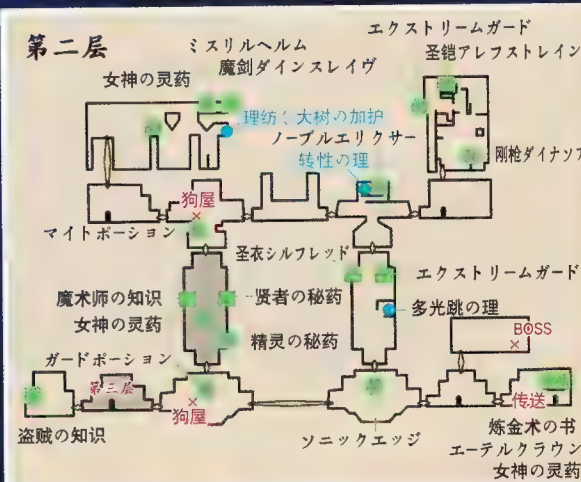 第二层
ミスリルヘルム
魔剣ダインスレイヴ
エクストリームガード
圣铠アレフストレイン
女神の灵药
理纺く大树の加护
ノーブルエリクサー
转性の理
刚枪ダイナソア
狗屋
マイトポーション
圣衣シルフレッド
エクストリームガード
魔术师の知识
贤者の秘药
女神の灵药
多光跳の理
精灵の秘药
BOSS
ガードポーション
第三层
狗屋
传送
盗贼の知识
ソニックエッジ
炼金术の书
エーテルクラウン
女神の灵药